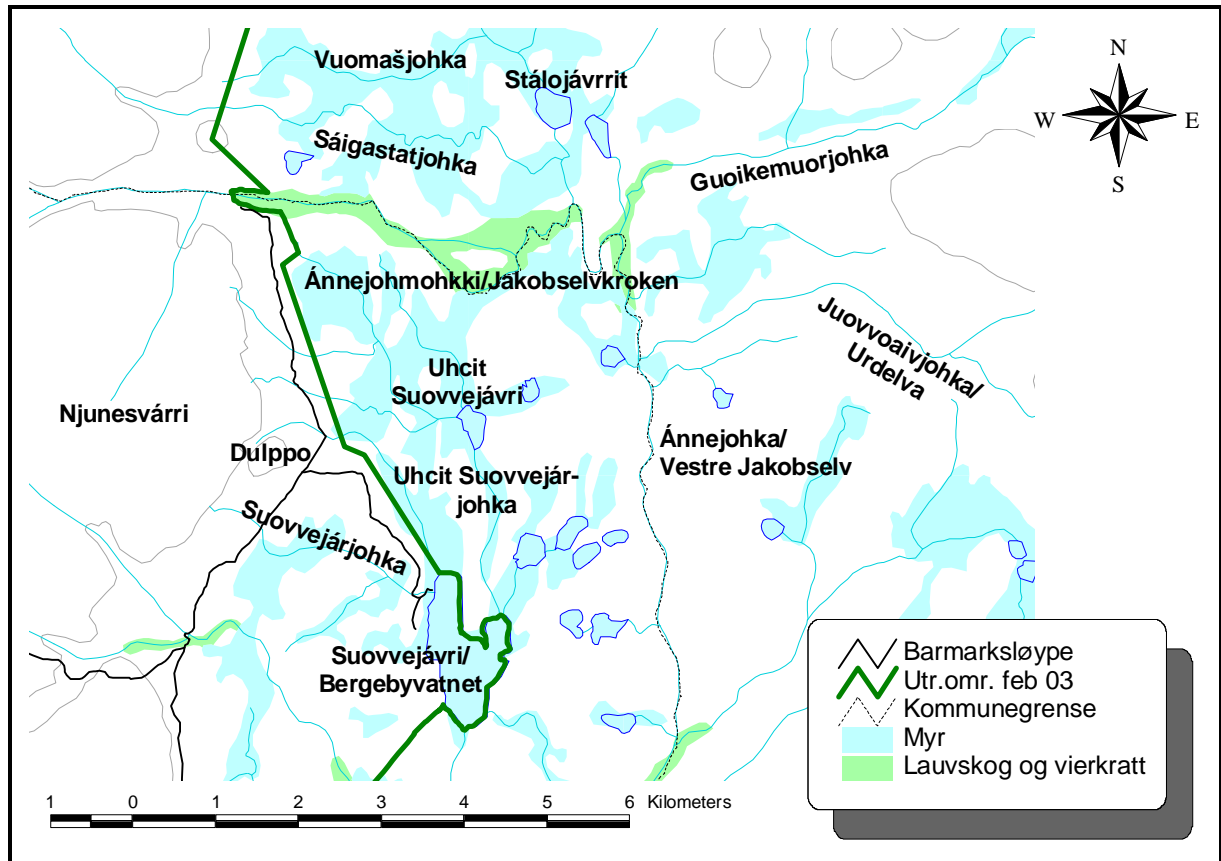 Vuomašjohka
Stálojávrrit
N
W
E
S
Sáigastatjohka
Guoikemuorjohka
Ánnejohmohkki/Jakobselvkroken
Juovvoaivjohka/
Urdelva
Uhcit
Suovvejávri
Njunesvárri
Dulppo
Ánnejohka/
Vestre Jakobselv
Uhcit Suovvejár-
johka
Suovvejárjohka
Suovvejávri/
Bergebyvatnet
Barmarksløype
Utr.omr. feb 03
Kommunegrense
Myr
Lauvskog og vierkratt
1 0 1 2 3 4 5 6 Kilometers